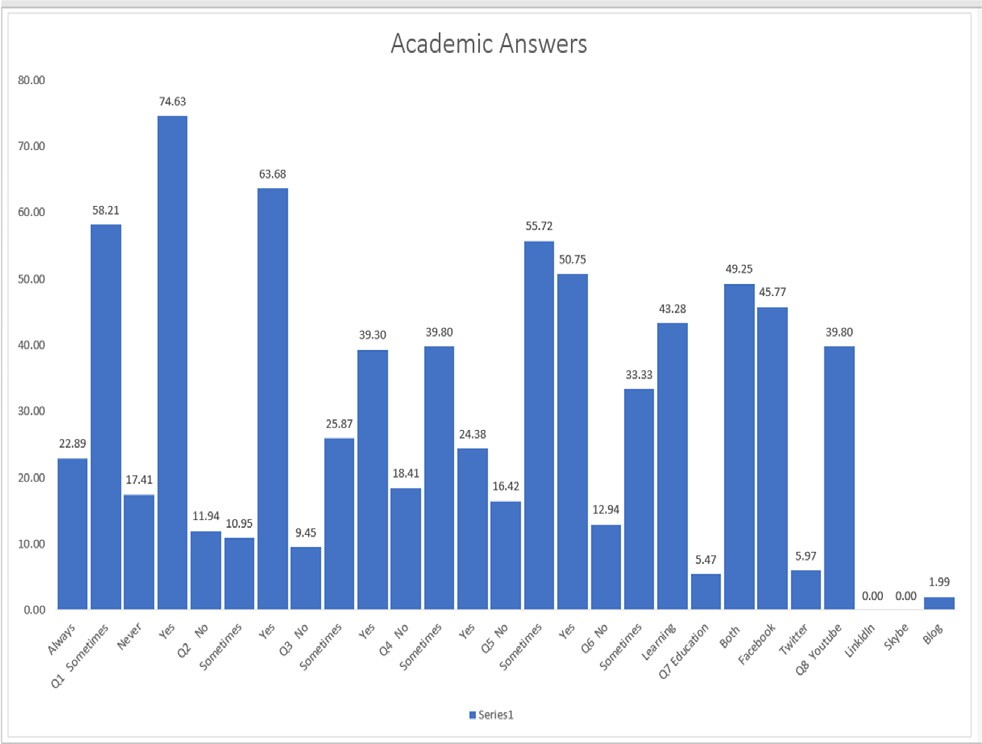 Academic Answers
80.00
70.00
60.00
50.00
40.00
30.00
20.00
10.00
0.00
22.89
58.21
17.41
74.63
11.94
10.95
63.68
9.45
25.87
39.30
18.41
39.80
24.38
16.42
55.72
50.75
12.94
33.33
43.28
5.47
49.25
45.77
5.97
39.80
0.00
0.00
1.99
Always
Q1 Sometimes
Never
Yes
Q2 No
Sometimes
Yes
Q3 No
Sometimes
Yes
Q4 No
Sometimes
Yes
Q5 No
Sometimes
Yes
Q6 No
Sometimes
Learning
Q7 Education
Both
Facebook
Twitter
Q8 Youtube
LinkldIn
Skybe
Blog
Series1